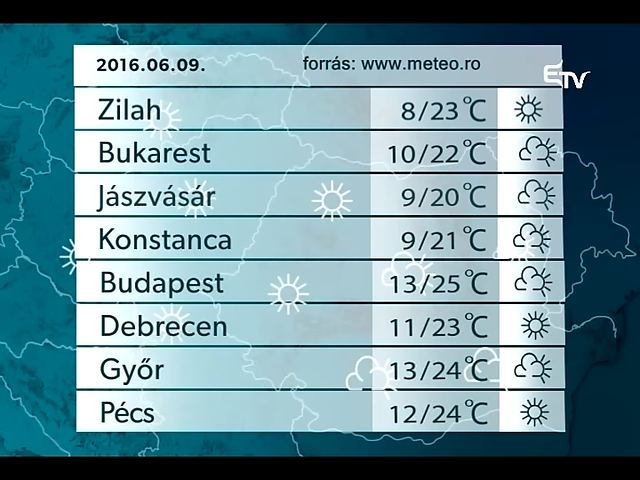 2016.06.09. forrás: www.meteo.ro
ETV
Zilah 8/23°C
Bukarest 10/22°C
Jászvásár 9/20°C
Konstanca 9/21°C
Budapest 13/25°C
Debrecen 11/23°C
Győr 13/24°C
Pécs 12/24°C